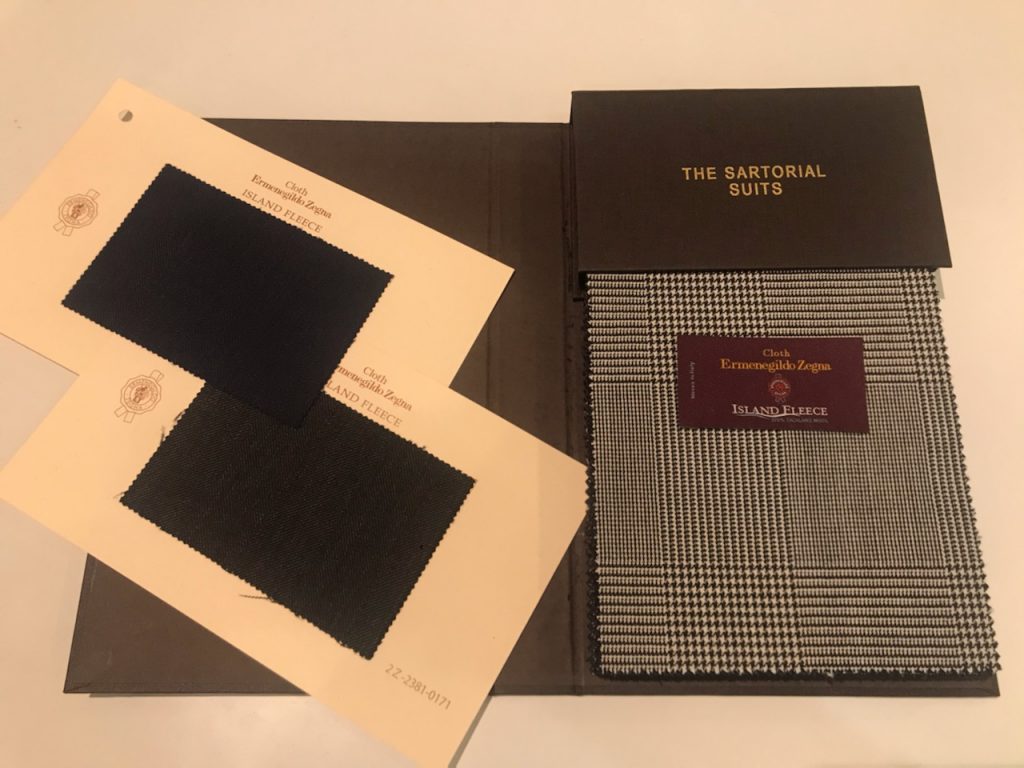 Cloth
Ermenegildo Zegna
ISLAND FLEECE
Cloth
Ermenegildo Zegna
ISLAND FLEECE
2Z-2381-0171
THE SARTORIAL
SUITS
Cloth
Ermenegildo Zegna
ISLAND FLEECE